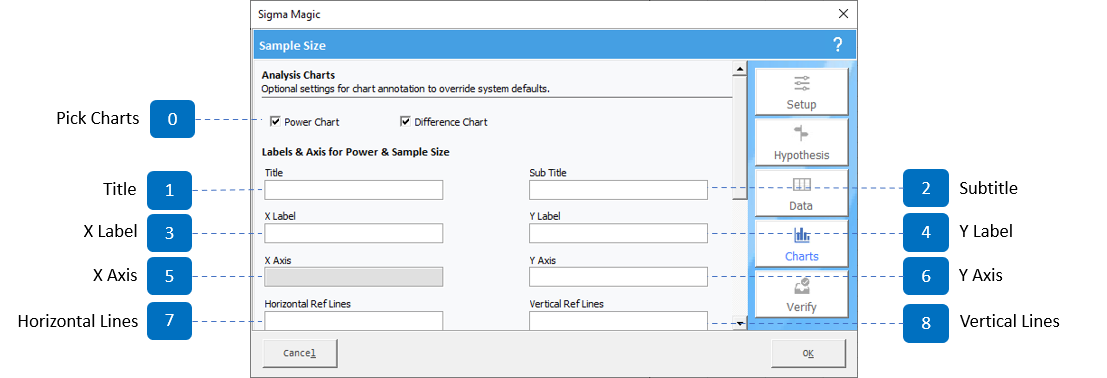 Sigma Magic
Sample Size ?
Analysis Charts
Optional settings for chart annotation to override system defaults.
Setup
Pick Charts 0 Power Chart Difference Chart
Hypothesis
Labels & Axis for Power & Sample Size
Title Sub Title
Title 1 2 Subtitle
Data
X Label Y Label
X Label 3 4 Y Label
Charts
X Axis Y Axis
X Axis 5 6 Y Axis
Horizontal Ref Lines Vertical Ref Lines
Verify
Horizontal Lines 7 8 Vertical Lines
Cancel OK